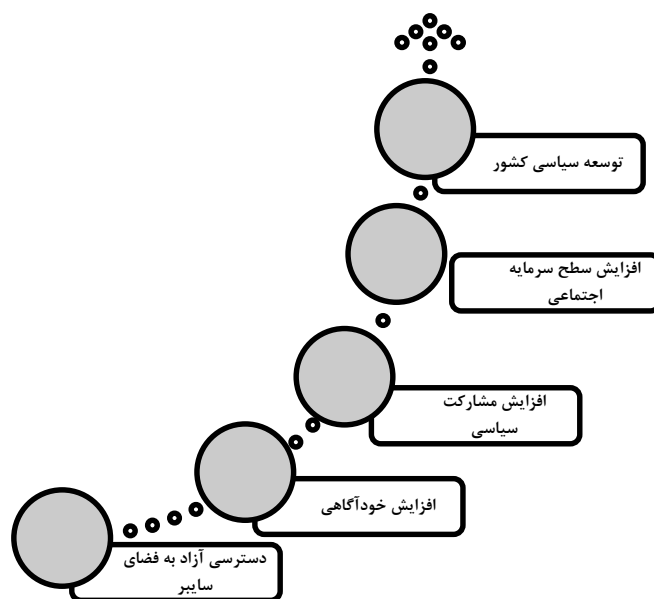 توسعه سیاسی کشور
افزایش سطح سرمایه
اجتماعی
افزایش مشارکت
سیاسی
افزایش خودآگاهی
دسترسی آزاد به فضای
سایبر